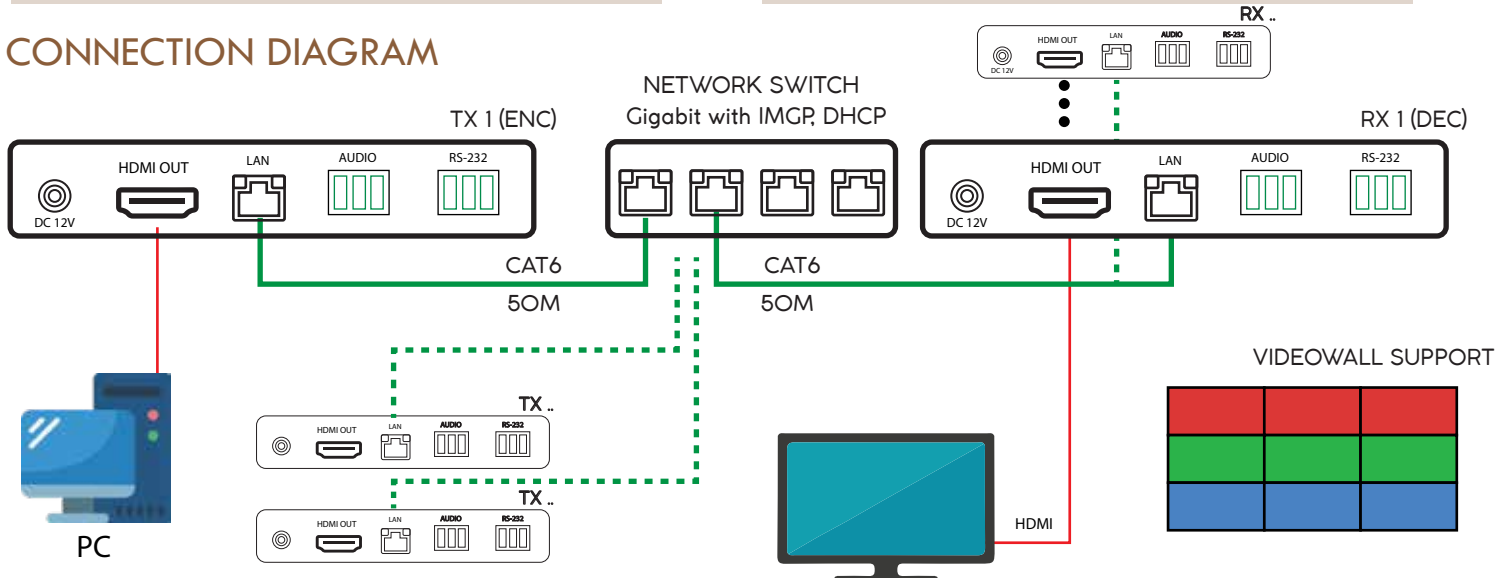 CONNECTION DIAGRAM
RX ..
HDMI OUT
LAN
AUDIO
RS-232
DC 12V
NETWORK SWITCH
Gigabit with IMGP, DHCP
TX 1 (ENC)
RX 1 (DEC)
HDMI OUT
LAN
AUDIO
RS-232
DC 12V
HDMI OUT
LAN
AUDIO
RS-232
DC 12V
CAT6
50M
CAT6
50M
VIDEOWALL SUPPORT
TX ..
HDMI OUT
LAN
AUDIO
RS-232
TX ..
HDMI OUT
LAN
AUDIO
RS-232
PC
HDMI